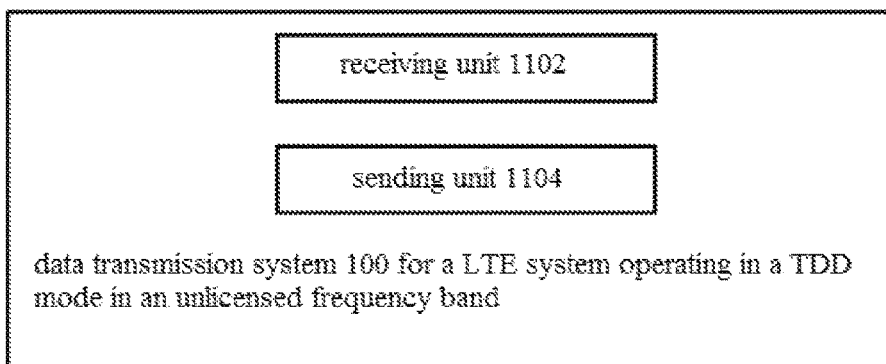 receiving unit 1102
sending unit 1104
data transmission system 100 for a LTE system operating in a TDD
mode in an unlicensed frequency band